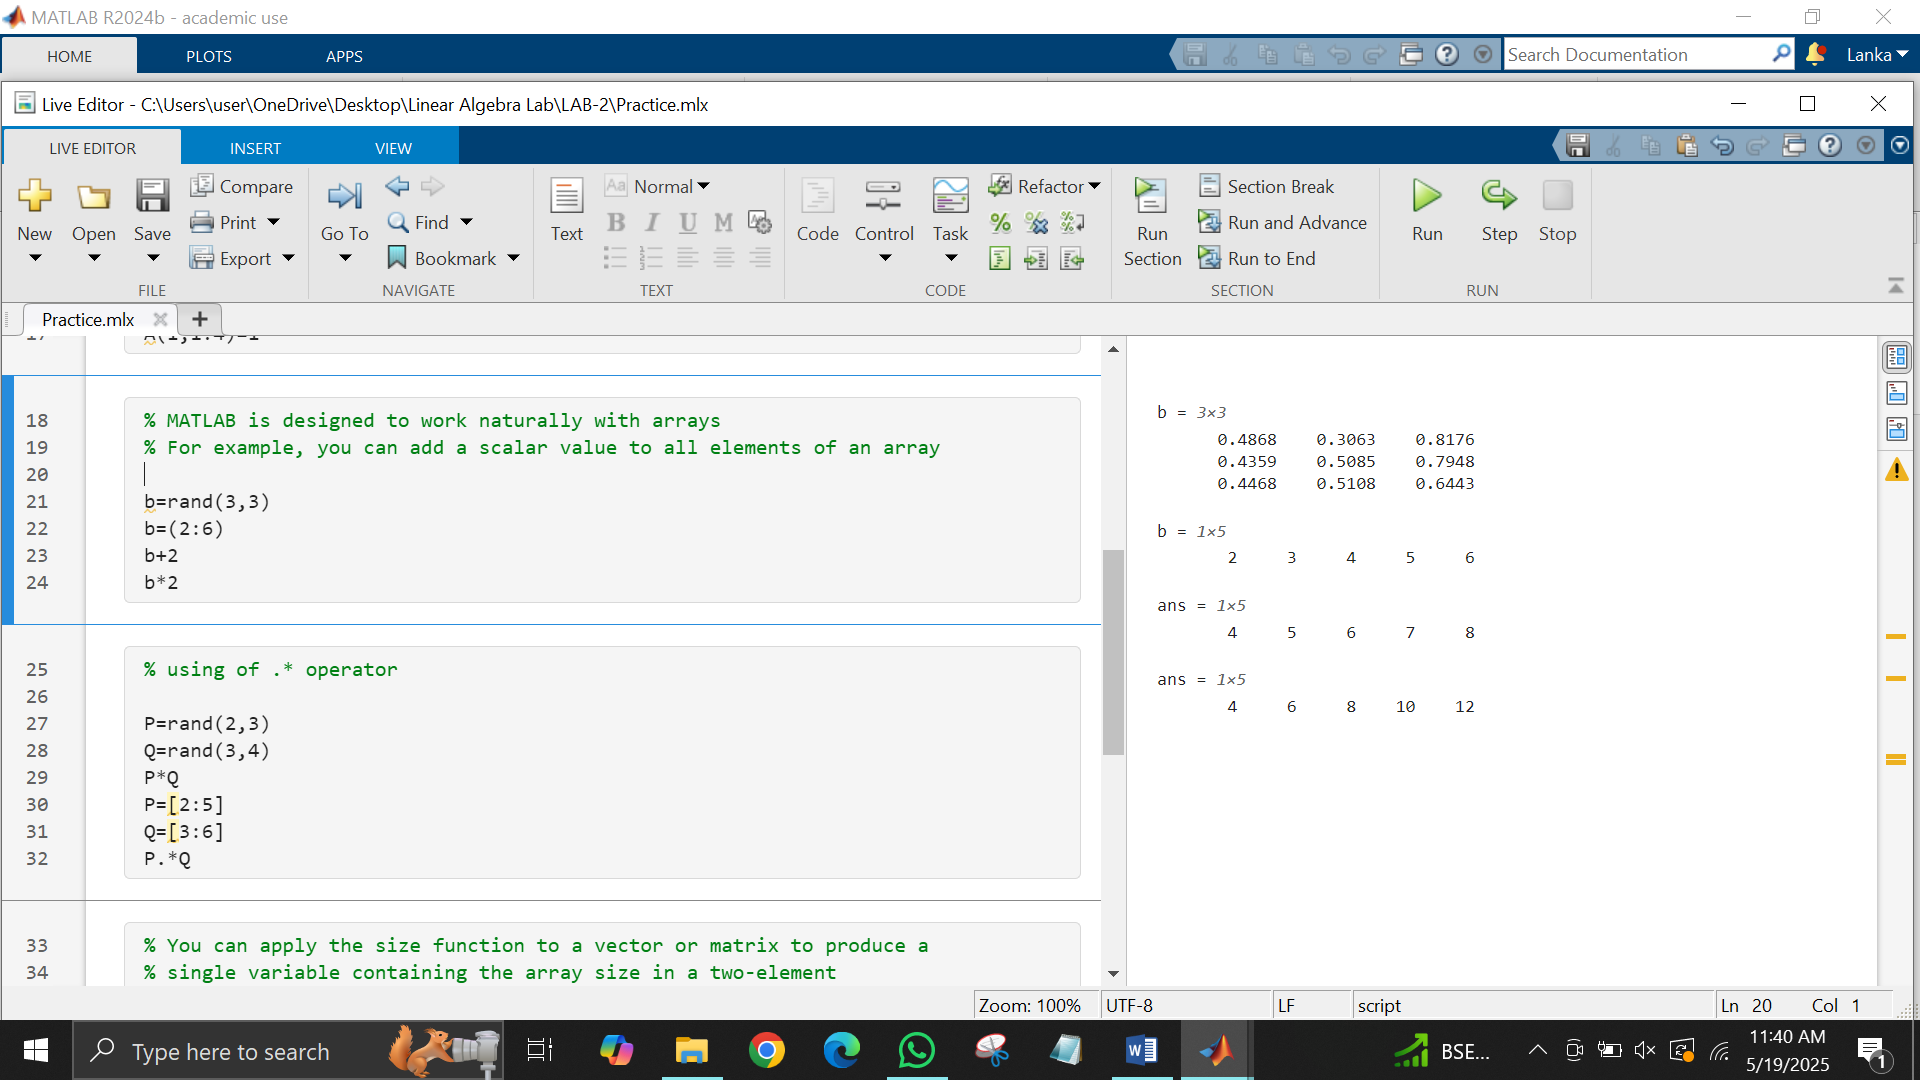 MATLAB R2024b - academic use
HOME PLOTS APPS Search Documentation Lanka
Live Editor - C:\Users\user\OneDrive\Desktop\Linear Algebra Lab\LAB-2\Practice.mlx
LIVE EDITOR INSERT VIEW
New Open Save Compare Print Export
FILE
Go To Find Bookmark
NAVIGATE
Text Aa Normal B I U M
TEXT
Code Control Task Refactor
CODE
Run Section Section Break Run and Advance Run to End
SECTION
Run Step Stop
RUN
Practice.mlx
18 % MATLAB is designed to work naturally with arrays
19 % For example, you can add a scalar value to all elements of an array
20
21 b=rand(3,3)
22 b=(2:6)
23 b+2
24 b*2
25 % using of .* operator
26
27 P=rand(2,3)
28 Q=rand(3,4)
29 P*Q
30 P=[2:5]
31 Q=[3:6]
32 P.*Q
33 % You can apply the size function to a vector or matrix to produce a
34 % single variable containing the array size in a two-element
b = 3×3
0.4868 0.3063 0.8176
0.4359 0.5085 0.7948
0.4468 0.5108 0.6443
b = 1×5
2 3 4 5 6
ans = 1×5
4 5 6 7 8
ans = 1×5
4 6 8 10 12
Zoom: 100% UTF-8 LF script Ln 20 Col 1
Type here to search BSE... 11:40 AM
5/19/2025
1